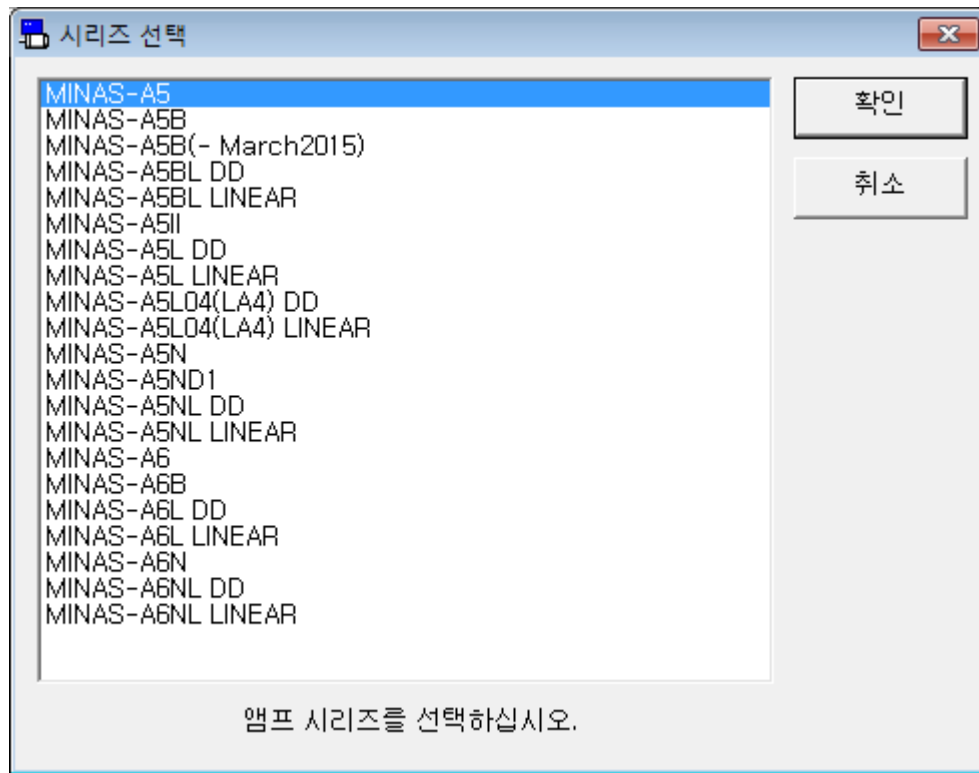 시리즈 선택
MINAS-A5
MINAS-A5B
MINAS-A5B(- March2015)
MINAS-A5BL DD
MINAS-A5BL LINEAR
MINAS-A5II
MINAS-A5L DD
MINAS-A5L LINEAR
MINAS-A5L04(LA4) DD
MINAS-A5L04(LA4) LINEAR
MINAS-A5N
MINAS-A5ND1
MINAS-A5NL DD
MINAS-A5NL LINEAR
MINAS-A6
MINAS-A6B
MINAS-A6L DD
MINAS-A6L LINEAR
MINAS-A6N
MINAS-A6NL DD
MINAS-A6NL LINEAR
확인
취소
앰프 시리즈를 선택하십시오.